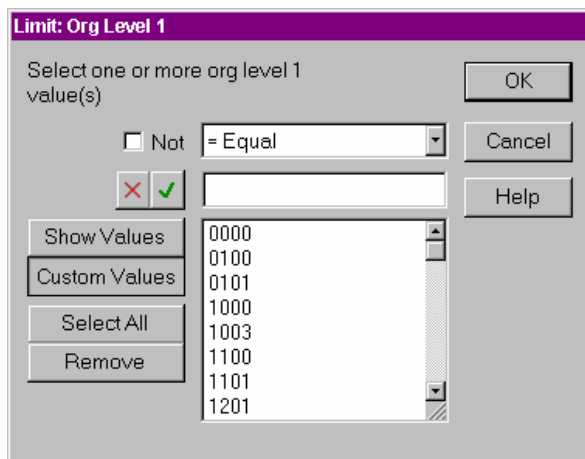 Limit: Org Level 1
Select one or more org level 1
value(s)
OK
Not
= Equal
Cancel
Help
Show Values
Custom Values
Select All
Remove
0000
0100
0101
1000
1003
1100
1101
1201